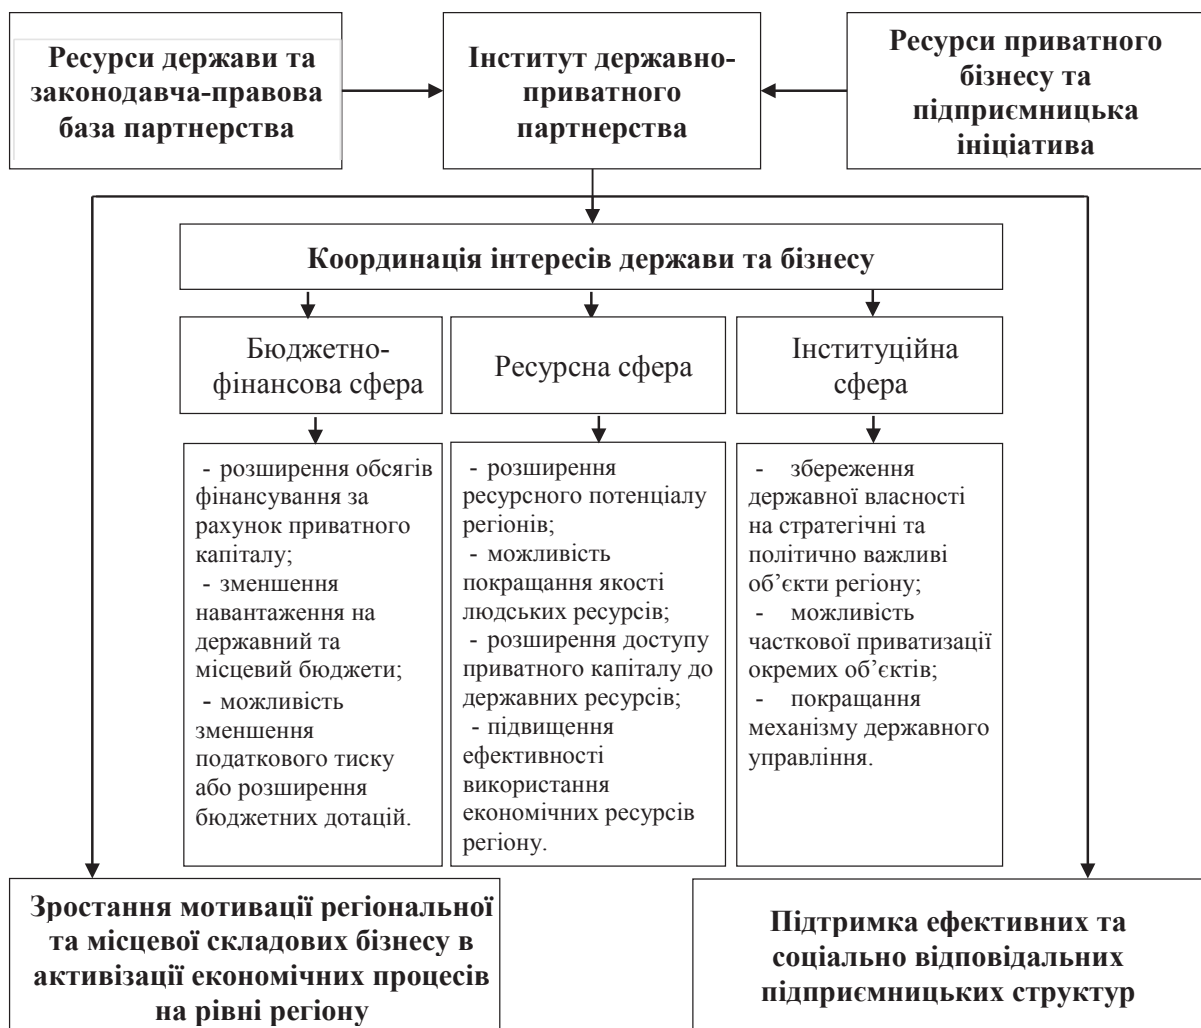 Ресурси держави та
законодавча-правова
база партнерства
Інститут державно-
приватного
партнерства
Ресурси приватного
бізнесу та
підприємницька
ініціатива
Координація інтересів держави та бізнесу
Бюджетно-
фінансова сфера
Ресурсна сфера
Інституційна
сфера
- розширення обсягів
фінансування за
рахунок приватного
капіталу;
- зменшення
навантаження на
державний та
місцевий бюджети;
- можливість
зменшення
податкового тиску
або розширення
бюджетних дотацій.
- розширення
ресурсного потенціалу
регіонів;
- можливість
покращання якості
людських ресурсів;
- розширення доступу
приватного капіталу до
державних ресурсів;
- підвищення
ефективності
використання
економічних ресурсів
регіону.
- збереження
державної власності
на стратегічні та
політично важливі
об’єкти регіону;
- можливість
часткової приватизації
окремих об’єктів;
- покращання
механізму державного
управління.
Зростання мотивації регіональної
та місцевої складових бізнесу в
активізації економічних процесів
на рівні регіону
Підтримка ефективних та
соціально відповідальних
підприємницьких структур